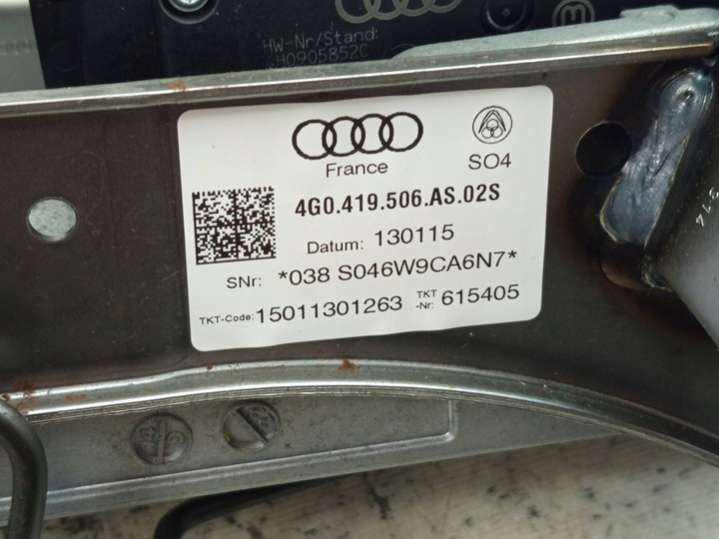 HW-Nr/Stand:
H0905852C
France
SO4
4G0.419.506.AS.02S
Datum: 130115
SNr: *038 S046W9CA6N7*
TKT-Code: 15011301263 TKT-Nr: 615405